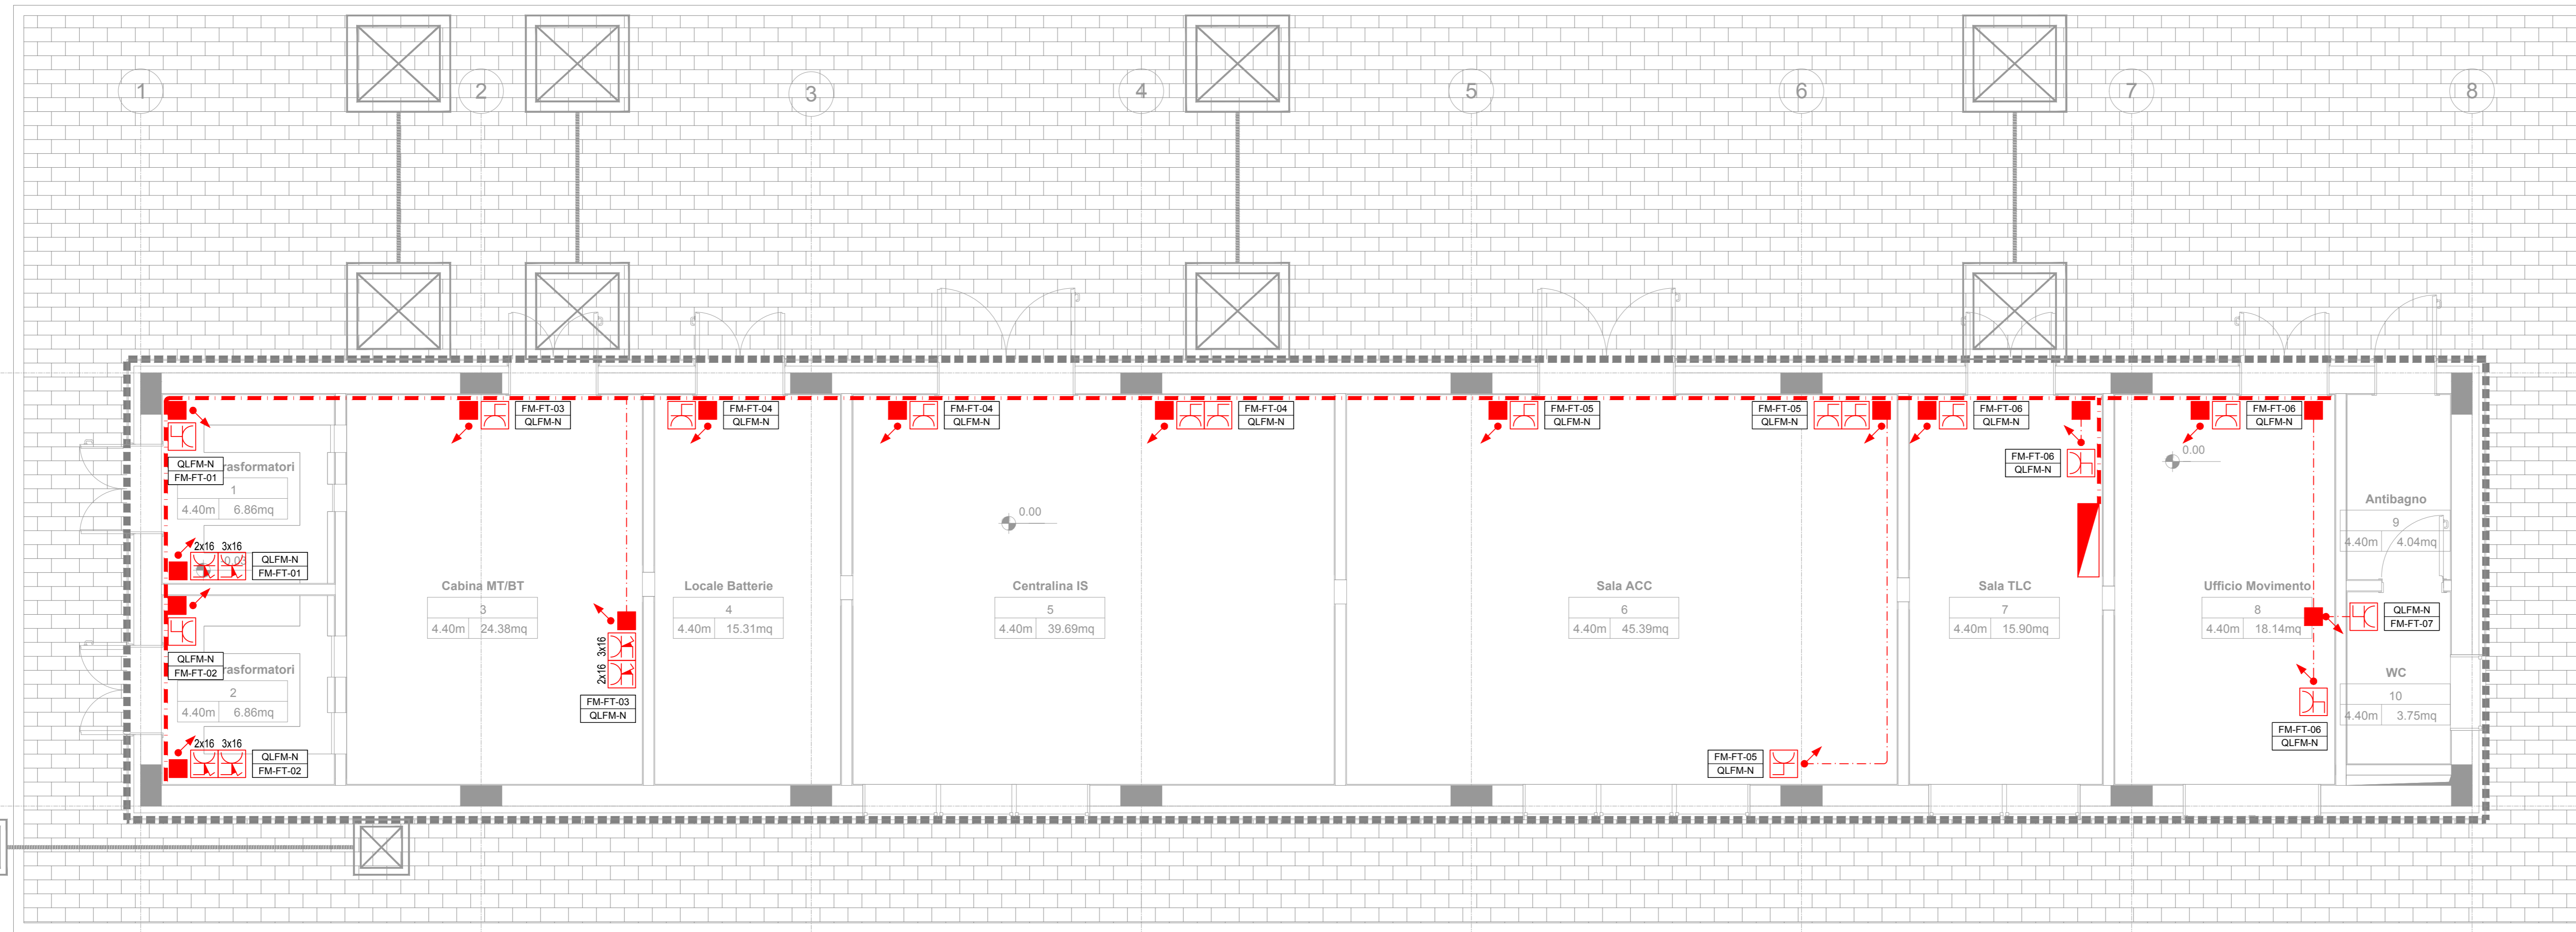 1
2
3
4
5
6
7
8
QLFM-N
FM-FT-01
rasformatori
1
4.40m 6.86mq
2x16 3x16
QLFM-N
FM-FT-01
QLFM-N
FM-FT-02
rasformatori
2
4.40m 6.86mq
2x16 3x16
QLFM-N
FM-FT-02
FM-FT-03
QLFM-N
Cabina MT/BT
3
4.40m 24.38mq
3x16
2x16
FM-FT-03
QLFM-N
FM-FT-04
QLFM-N
Locale Batterie
4
4.40m 15.31mq
FM-FT-04
QLFM-N
FM-FT-04
QLFM-N
0.00
Centralina IS
5
4.40m 39.69mq
FM-FT-05
QLFM-N
FM-FT-05
QLFM-N
Sala ACC
6
4.40m 45.39mq
FM-FT-05
QLFM-N
FM-FT-06
QLFM-N
FM-FT-06
QLFM-N
Sala TLC
7
4.40m 15.90mq
FM-FT-06
QLFM-N
0.00
Ufficio Movimento
8
4.40m 18.14mq
FM-FT-06
QLFM-N
Antibagno
9
4.40m 4.04mq
QLFM-N
FM-FT-07
WC
10
4.40m 3.75mq